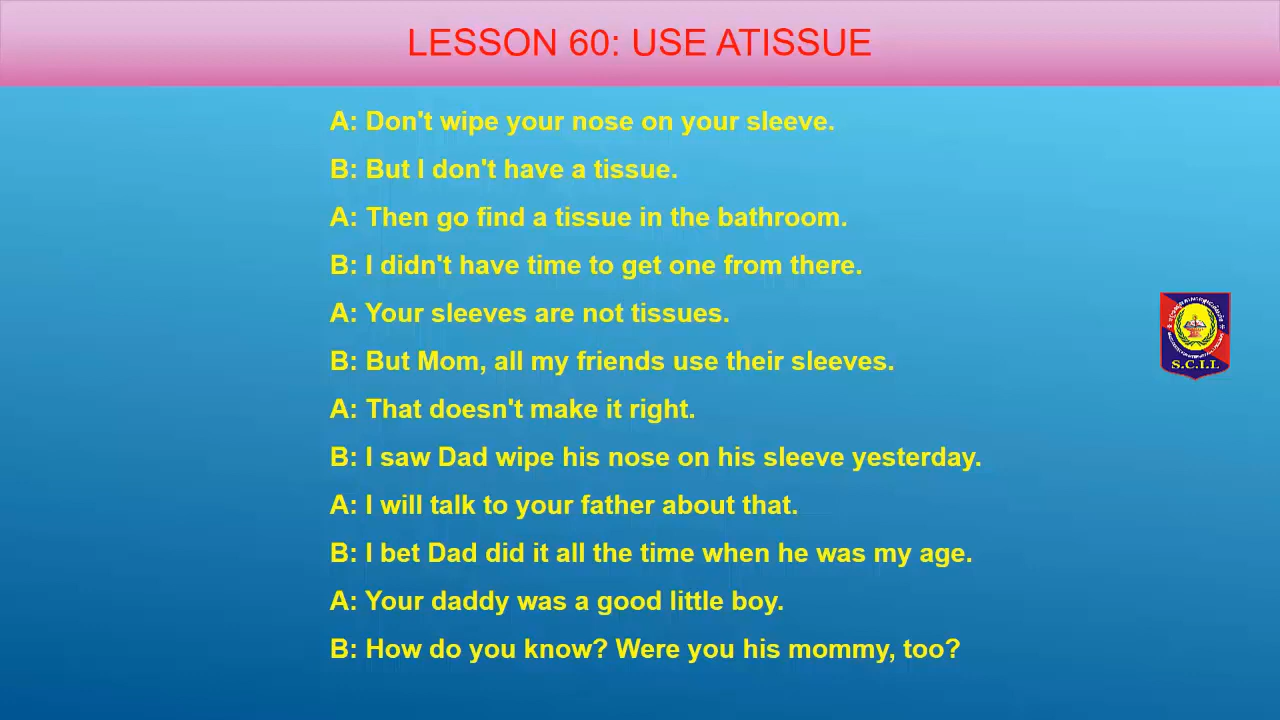 LESSON 60: USE ATISSUE
A: Don't wipe your nose on your sleeve.
B: But I don't have a tissue.
A: Then go find a tissue in the bathroom.
B: I didn't have time to get one from there.
A: Your sleeves are not tissues.
B: But Mom, all my friends use their sleeves.
A: That doesn't make it right.
B: I saw Dad wipe his nose on his sleeve yesterday.
A: I will talk to your father about that.
B: I bet Dad did it all the time when he was my age.
A: Your daddy was a good little boy.
B: How do you know? Were you his mommy, too?
S.C.I.L